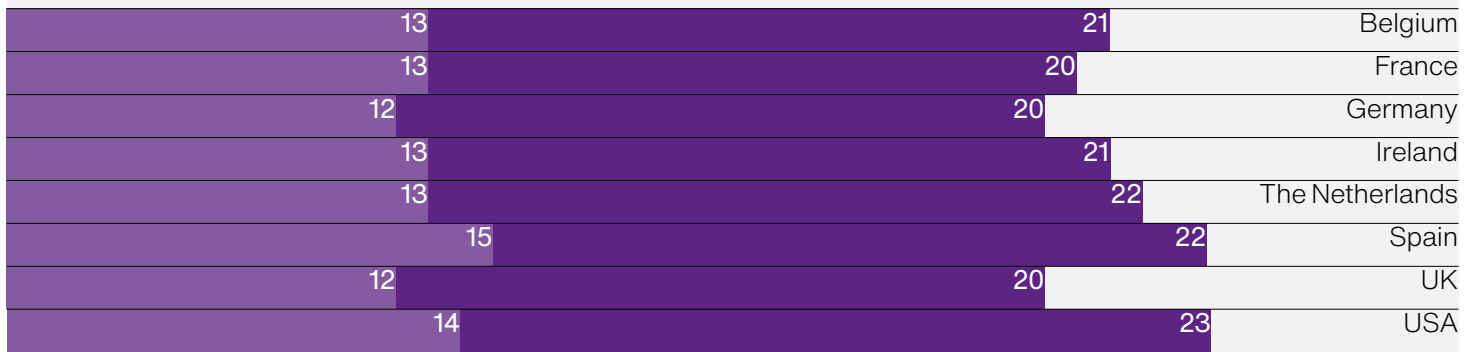 13 21 Belgium
13 20 France
12 20 Germany
13 21 Ireland
13 22 The Netherlands
15 22 Spain
12 20 UK
14 23 USA